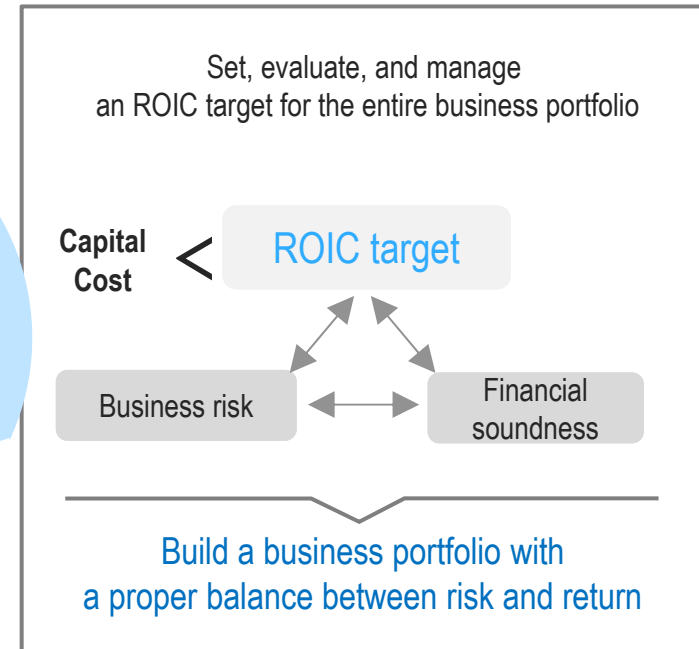 Set, evaluate, and manage
an ROIC target for the entire business portfolio
Capital
Cost
<
ROIC target
Business risk
Financial
soundness
Build a business portfolio with
a proper balance between risk and return